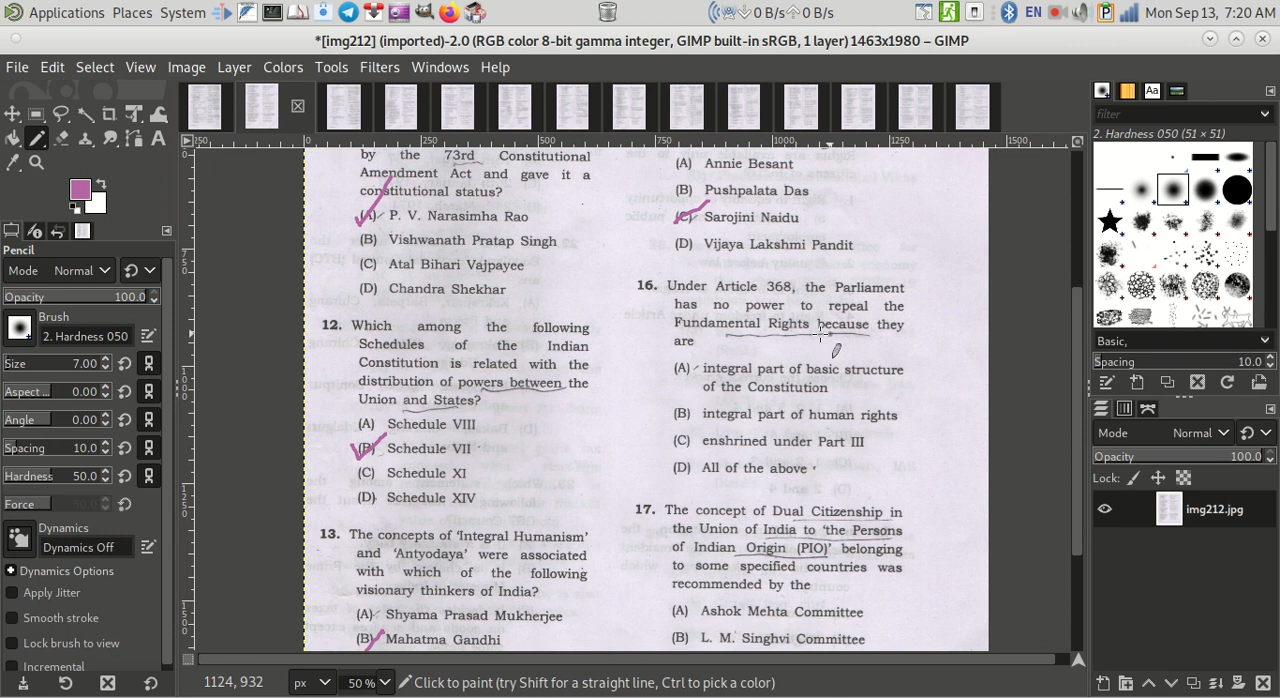 Applications Places System
0 B/s 0 B/s
EN
Mon Sep 13, 7:20 AM
*[img212] (imported)-2.0 (RGB color 8-bit gamma integer, GIMP built-in sRGB, 1 layer) 1463x1980 – GIMP
File Edit Select View Image Layer Colors Tools Filters Windows Help
Pencil
Mode Normal
Opacity 100.0
Brush
2. Hardness 050
Size 7.00
Aspect ... 0.00
Angle 0.00
Spacing 10.0
Hardness 50.0
Force
Dynamics
Dynamics Off
Dynamics Options
Apply Jitter
Smooth stroke
Lock brush to view
Incremental
0 250 500 750 1000 1250 1500
by the 73rd Constitutional
Amendment Act and gave it a
constitutional status?
(A) P. V. Narasimha Rao
(B) Vishwanath Pratap Singh
(C) Atal Bihari Vajpayee
(D) Chandra Shekhar
12. Which among the following
Schedules of the Indian
Constitution is related with the
distribution of powers between the
Union and States?
(A) Schedule VIII
(B) Schedule VII
(C) Schedule XI
(D) Schedule XIV
13. The concepts of 'Integral Humanism'
and 'Antyodaya' were associated
with which of the following
visionary thinkers of India?
(A) Shyama Prasad Mukherjee
(B) Mahatma Gandhi
(A) Annie Besant
(B) Pushpalata Das
(C) Sarojini Naidu
(D) Vijaya Lakshmi Pandit
16. Under Article 368, the Parliament
has no power to repeal the
Fundamental Rights because they
are
(A) integral part of basic structure
of the Constitution
(B) integral part of human rights
(C) enshrined under Part III
(D) All of the above
17. The concept of Dual Citizenship in
the Union of India to 'the Persons
of Indian Origin (PIO)' belonging
to some specified countries was
recommended by the
(A) Ashok Mehta Committee
(B) L. M. Singhvi Committee
1124, 932 px 50 % Click to paint (try Shift for a straight line, Ctrl to pick a color)
Aa
filter
2. Hardness 050 (51 × 51)
Basic,
Spacing 10.0
Mode Normal
Opacity 100.0
Lock:
img212.jpg